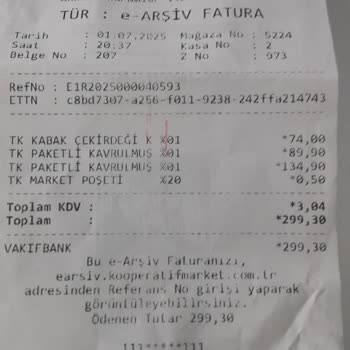 TÜR : e-ARŞİV FATURA
Tarih : 01.07.2025 Mağaza No : 5224
Saat : 20:37 Kasa No : 2
Belge No : 207 Z No : 973
RefNo : E1R2025000040593
ETTN : c8bd7307-a256-f011-9238-242ffa214743
TK KABAK ÇEKİRDEĞİ K %01 *74,00
TK PAKETLİ KAVRULMUŞ %01 *89,90
TK PAKETLİ KAVRULMUŞ %01 *134,90
TK MARKET POŞETİ %20 *0,50
Toplam KDV : *3,04
Toplam : *299,30
VAKIFBANK *299,30
Bu e-Arşiv Faturanızı,
earsiv.kooperatifmarket.com.tr
adresinden Referans No girişi yaparak
görüntüleyebilirsiniz.
Ödenen Tutar 299,30
111*****111